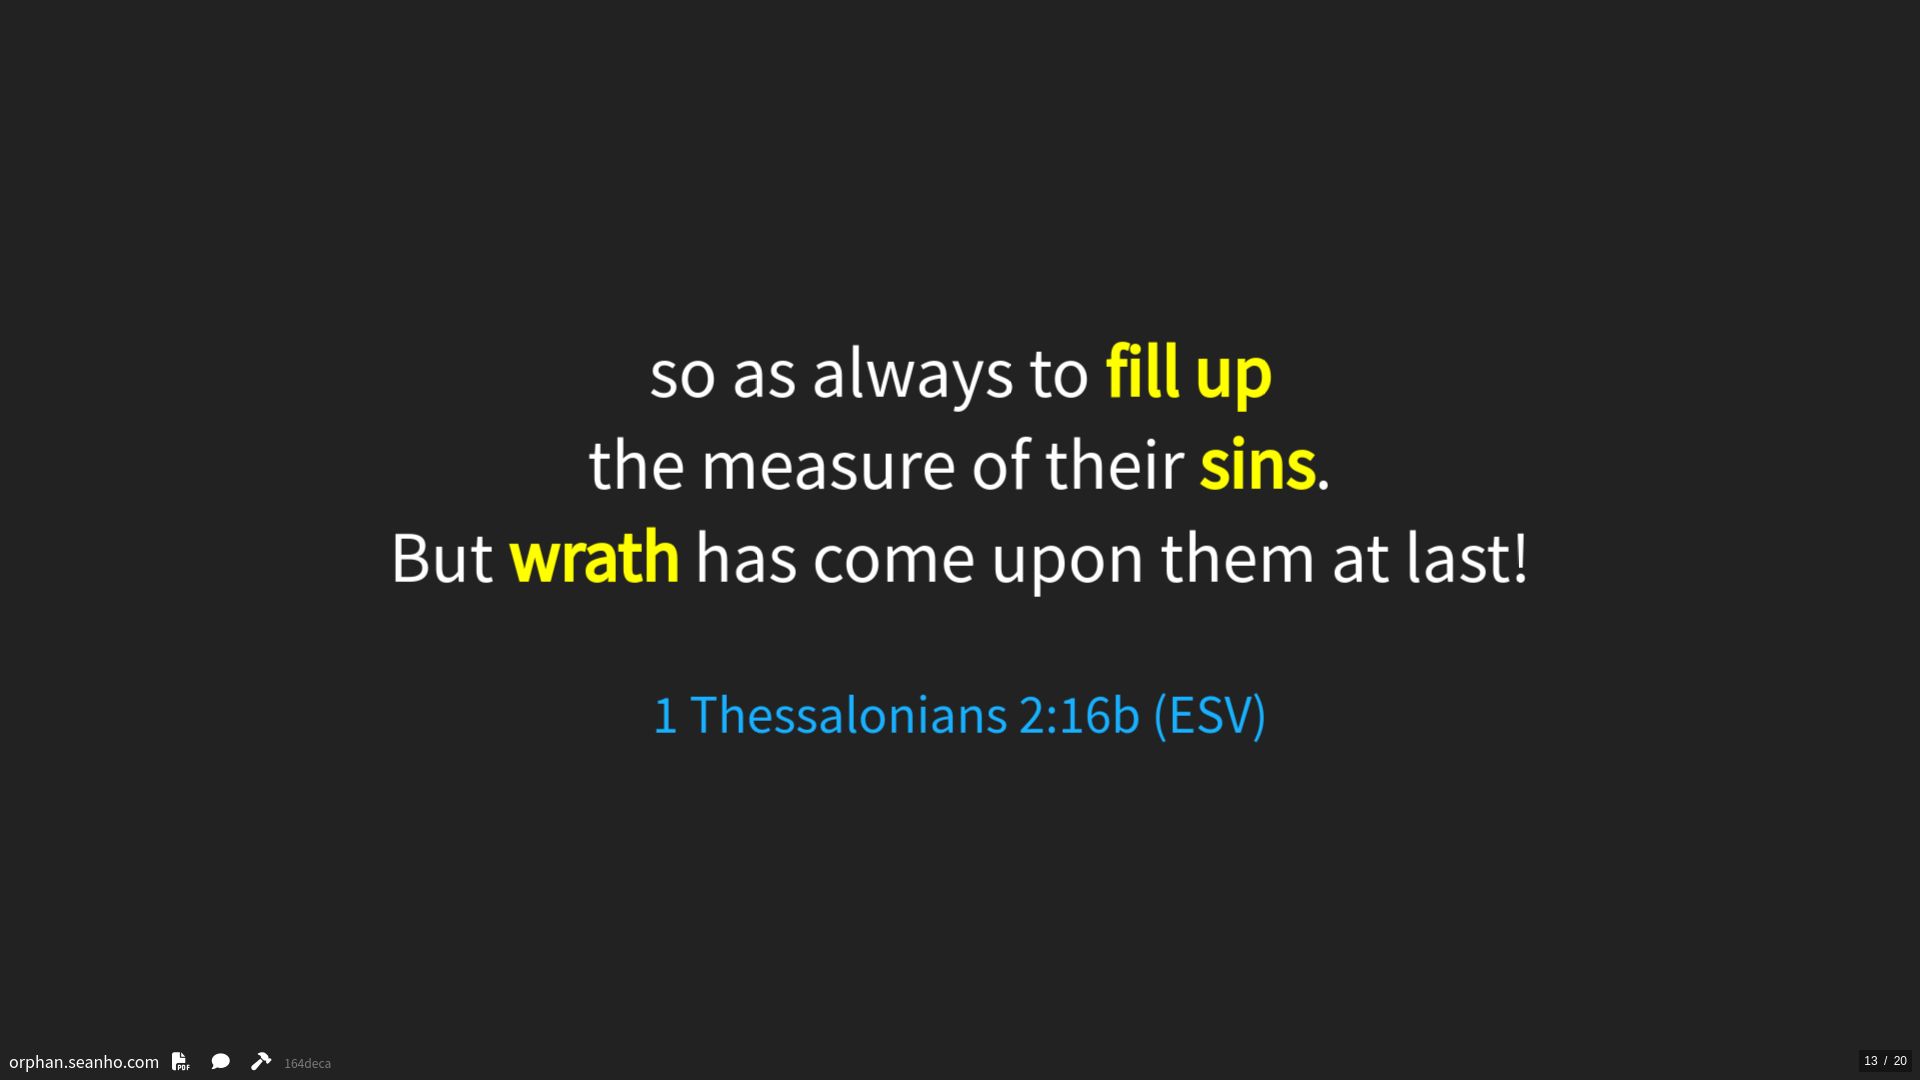 so as always to fill up
the measure of their sins.
But wrath has come upon them at last!
1 Thessalonians 2:16b (ESV)
orphan.seanho.com PDF 164deca
13 / 20